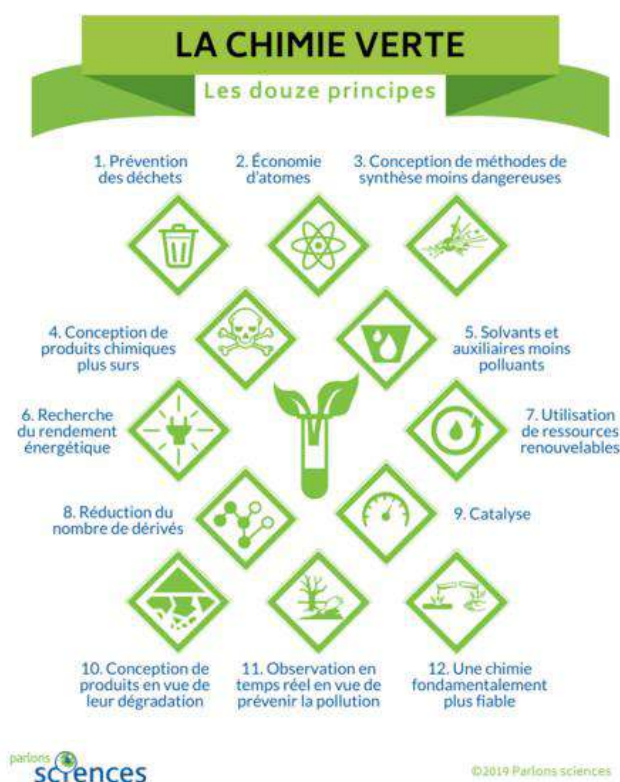 LA CHIMIE VERTE
Les douze principes
1. Prévention
des déchets
2. Économie
d'atomes
3. Conception de méthodes de
synthèse moins dangereuses
4. Conception de
produits chimiques
plus surs
5. Solvants et
auxiliaires moins
polluants
6. Recherche
du rendement
énergétique
7. Utilisation
de ressources
renouvelables
8. Réduction du
nombre de dérivés
9. Catalyse
10. Conception de
produits en vue de
leur dégradation
11. Observation en
temps réel en vue de
prévenir la pollution
12. Une chimie
fondamentalement
plus fiable
parlons
sciences
©2019 Parlons sciences